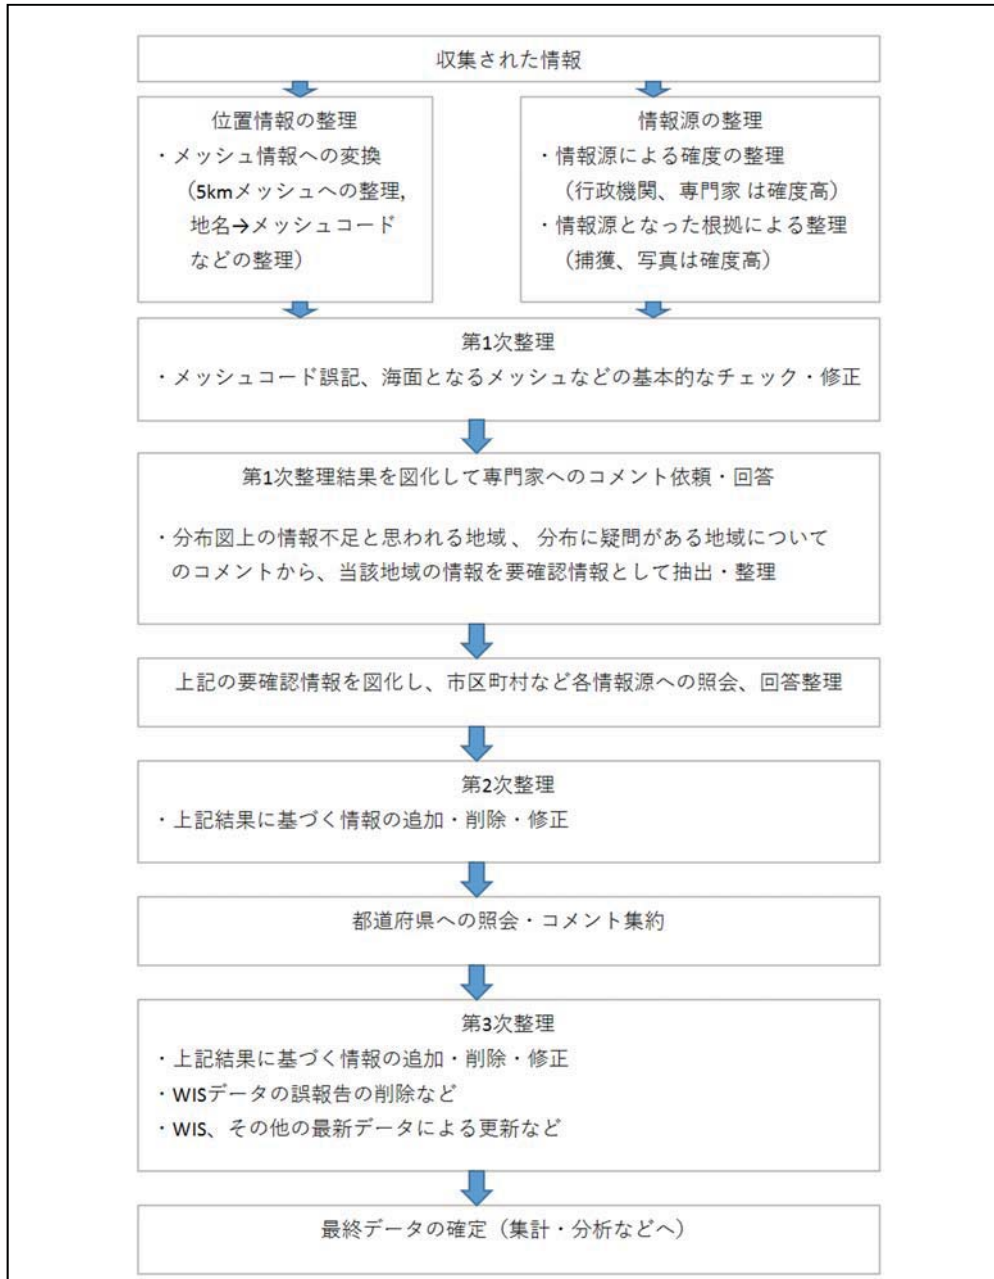 収集された情報
位置情報の整理
・メッシュ情報への変換
（5kmメッシュへの整理,
地名→メッシュコード
などの整理）
情報源の整理
・情報源による確度の整理
（行政機関、専門家 は確度高）
・情報源となった根拠による整理
（捕獲、写真は確度高）
第1次整理
・メッシュコード誤記、海面となるメッシュなどの基本的なチェック・修正
第1次整理結果を図化して専門家へのコメント依頼・回答
・分布図上の情報不足と思われる地域 、 分布に疑問がある地域について
のコメントから、当該地域の情報を要確認情報として抽出・整理
上記の要確認情報を図化し、市区町村など各情報源への照会、回答整理
第2次整理
・上記結果に基づく情報の追加・削除・修正
都道府県への照会・コメント集約
第3次整理
・上記結果に基づく情報の追加・削除・修正
・WISデータの誤報告の削除など
・WIS、その他の最新データによる更新など
最終データの確定（集計・分析などへ）